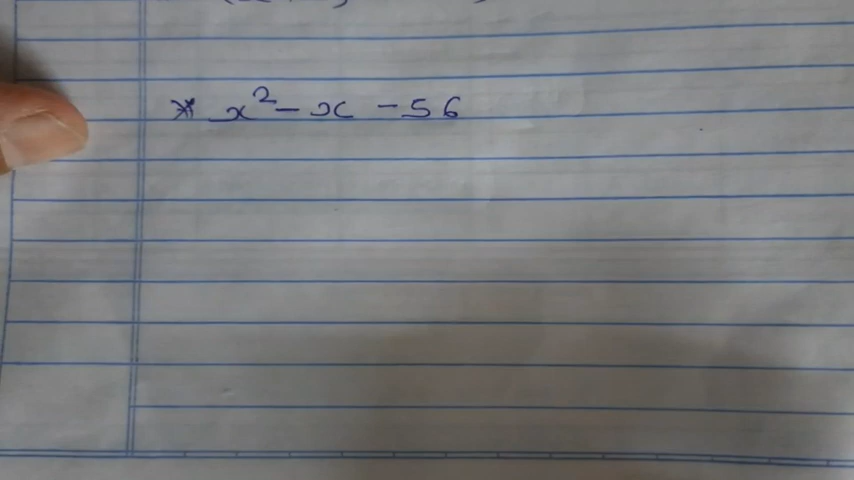 * x² - x - 56